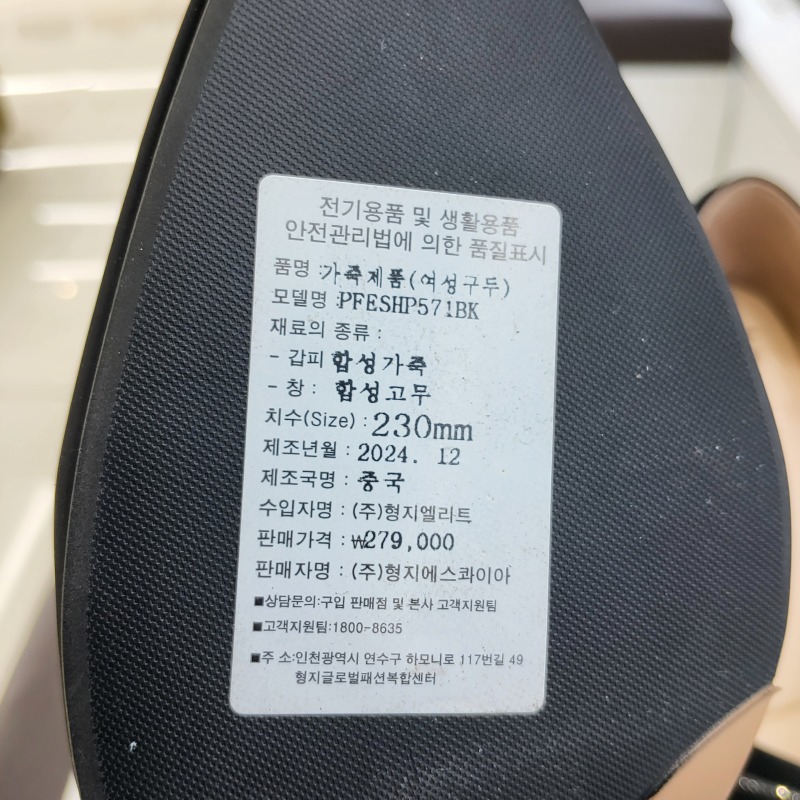 전기용품 및 생활용품
안전관리법에 의한 품질표시
품명 :가죽제품(여성구두)
모델명 :PFESHP571BK
재료의 종류 :
- 갑피 합성가죽
- 창 : 합성고무
치수(Size) : 230mm
제조년월 : 2024. 12
제조국명 : 중국
수입자명 : (주)형지엘리트
판매가격 : ₩279,000
판매자명 : (주)형지에스콰이아
■상담문의:구입 판매점 및 본사 고객지원팀
■고객지원팀:1800-8635
■주 소:인천광역시 연수구 하모니로 117번길 49
형지글로벌패션복합센터